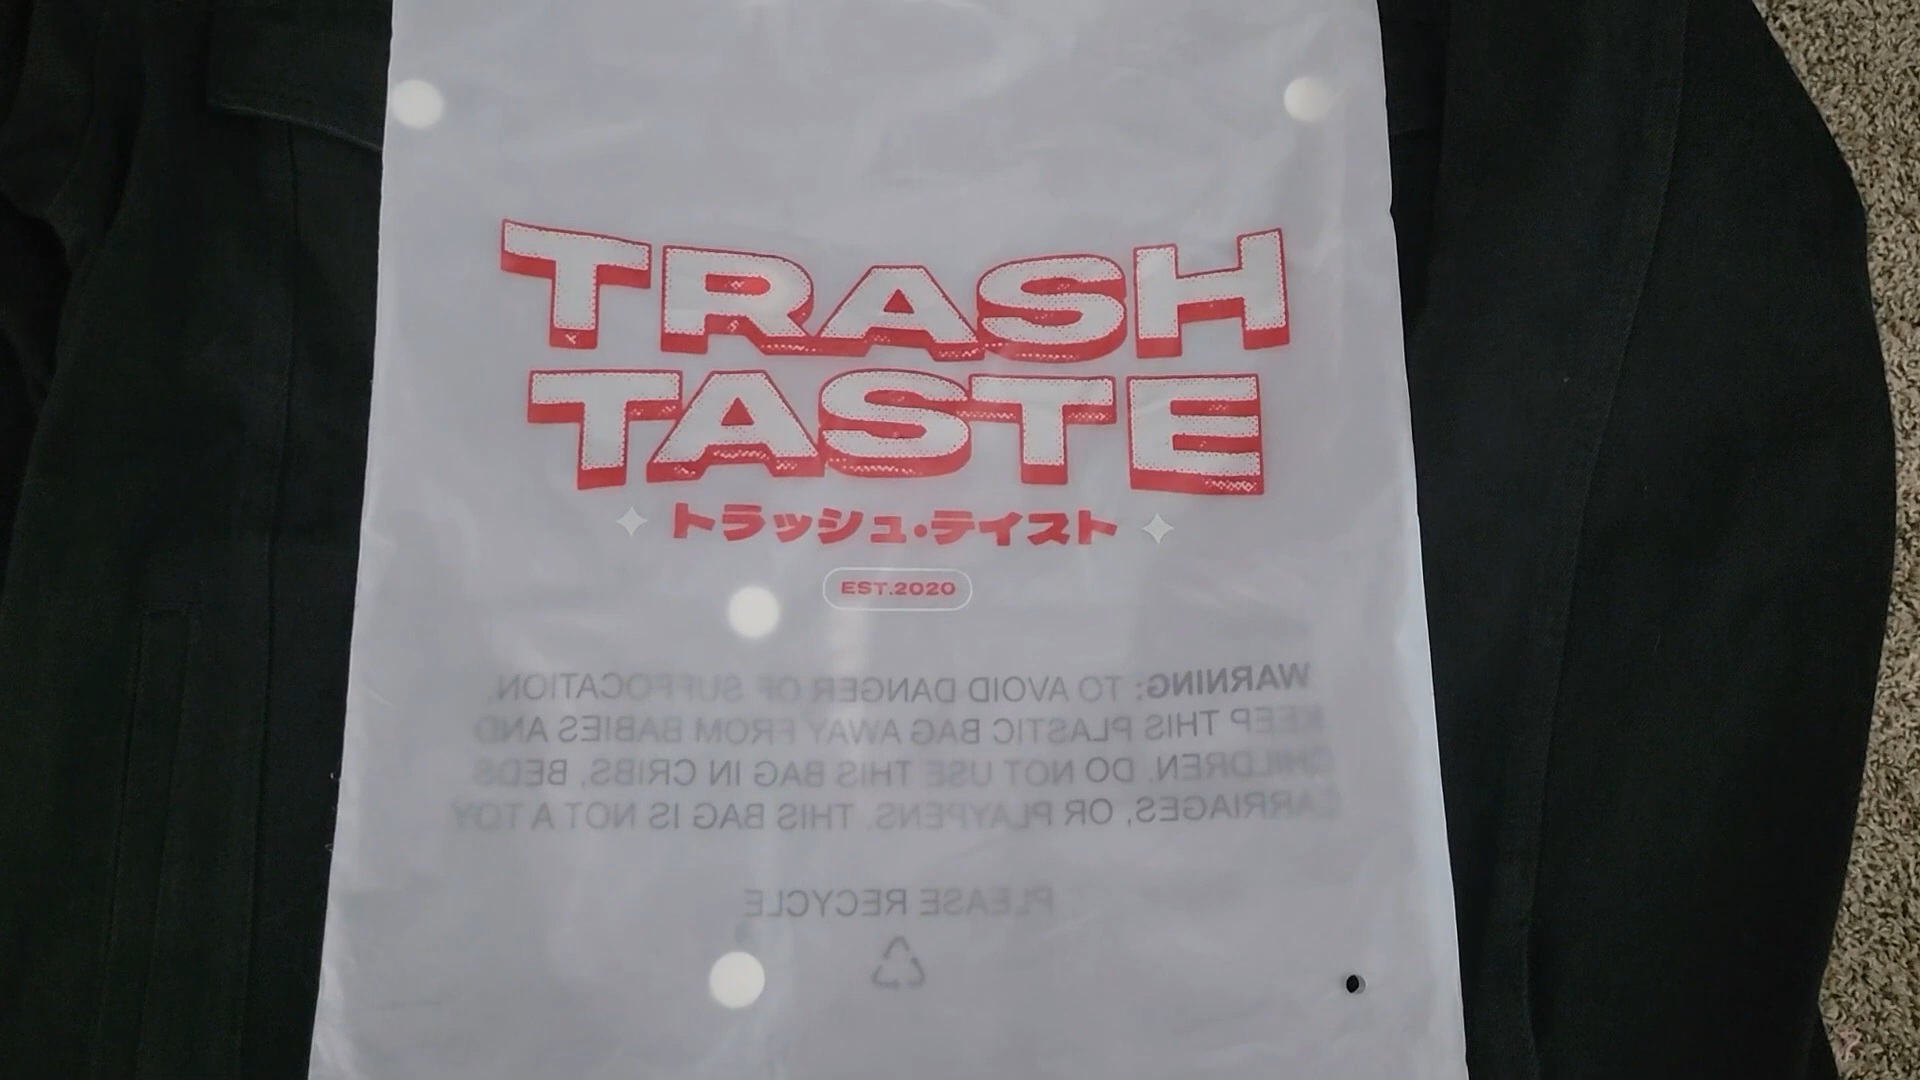 TRASH
TASTE
トラッシュ・テイスト
EST.2020
WARNING: TO AVOID DANGER OF SUFFOCATION,
KEEP THIS PLASTIC BAG AWAY FROM BABIES AND
CHILDREN. DO NOT USE THIS BAG IN CRIBS, BEDS
CARRIAGES, OR PLAYPENS. THIS BAG IS NOT A TOY
PLEASE RECYCLE